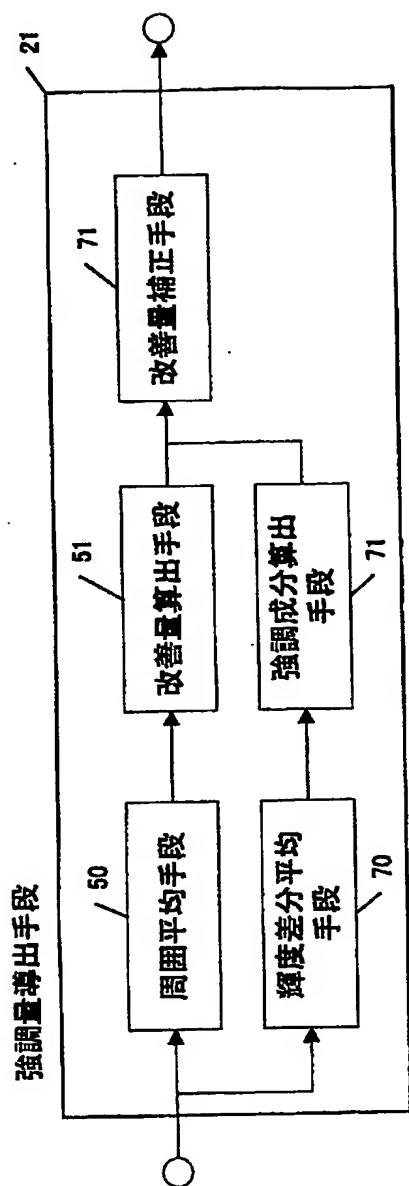 強調量導出手段
21
50
周囲平均手段
51
改善量算出手段
71
改善量補正手段
輝度差分平均
手段
70
強調成分算出
手段
71